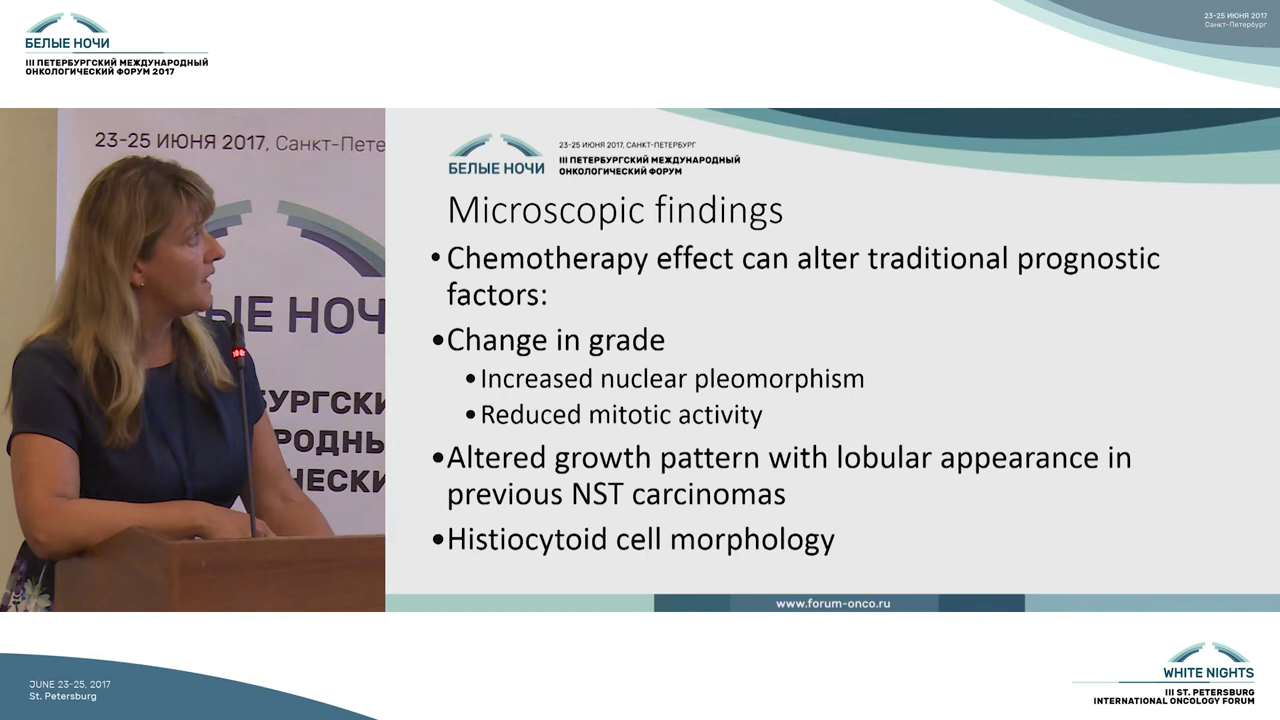 БЕЛЫЕ НОЧИ
III ПЕТЕРБУРГСКИЙ МЕЖДУНАРОДНЫЙ
ОНКОЛОГИЧЕСКИЙ ФОРУМ 2017
23-25 ИЮНЯ 2017
Санкт-Петербург
23-25 ИЮНЯ 2017, Санкт-Пете
ЫЕ НОЧ
БУРГСКИ
РОДНЫ
ЧЕСКИ
БЕЛЫЕ НОЧИ
23-25 ИЮНЯ 2017, САНКТ-ПЕТЕРБУРГ
III ПЕТЕРБУРГСКИЙ МЕЖДУНАРОДНЫЙ
ОНКОЛОГИЧЕСКИЙ ФОРУМ
Microscopic findings
• Chemotherapy effect can alter traditional prognostic
factors:
•Change in grade
•Increased nuclear pleomorphism
•Reduced mitotic activity
•Altered growth pattern with lobular appearance in
previous NST carcinomas
•Histiocytoid cell morphology
www.forum-onco.ru
JUNE 23-25, 2017
St. Petersburg
WHITE NIGHTS
III ST. PETERSBURG
INTERNATIONAL ONCOLOGY FORUM